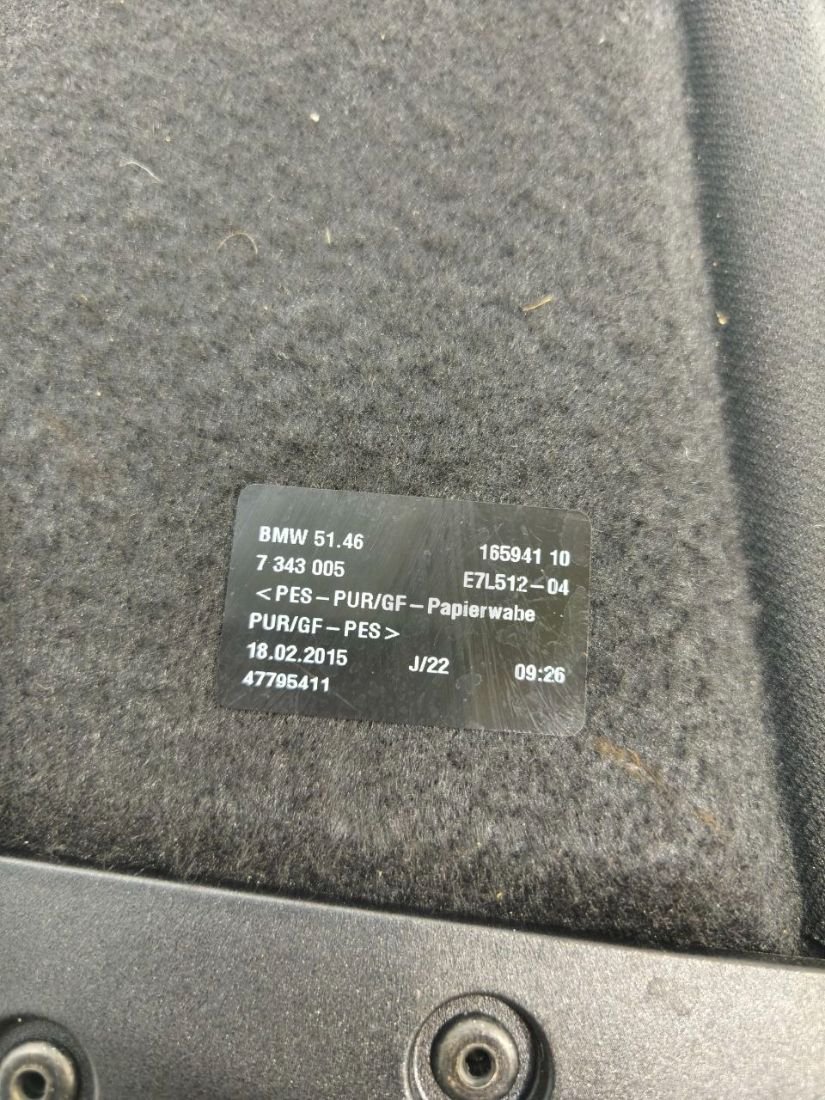 BMW 51.46 165941 10
7 343 005 E7L512-04
<PES-PUR/GF-Papierwabe
PUR/GF-PES>
18.02.2015 J/22 09:26
47795411